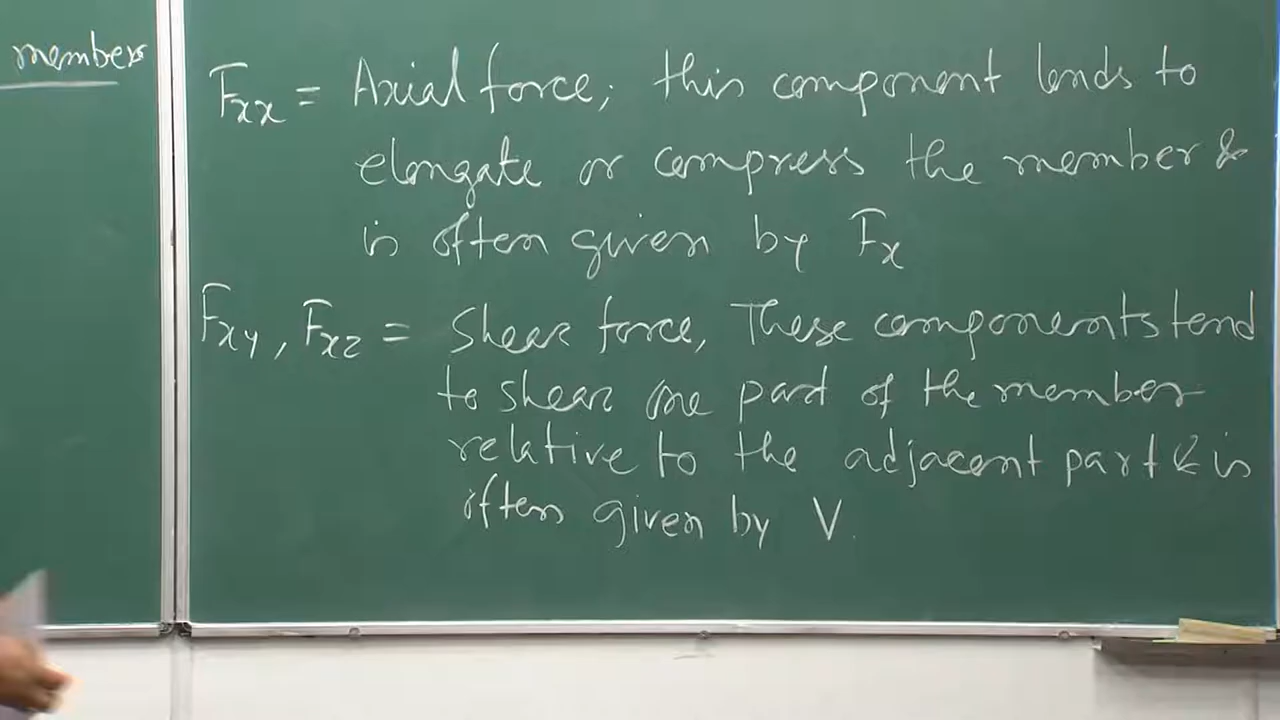 member
Fxx = Axial force; this component tends to
elongate or compress the member &
is often given by Fx
Fxy, Fxz = Shear force, These components tend
to shear one part of the member
relative to the adjacent part & is
often given by V.